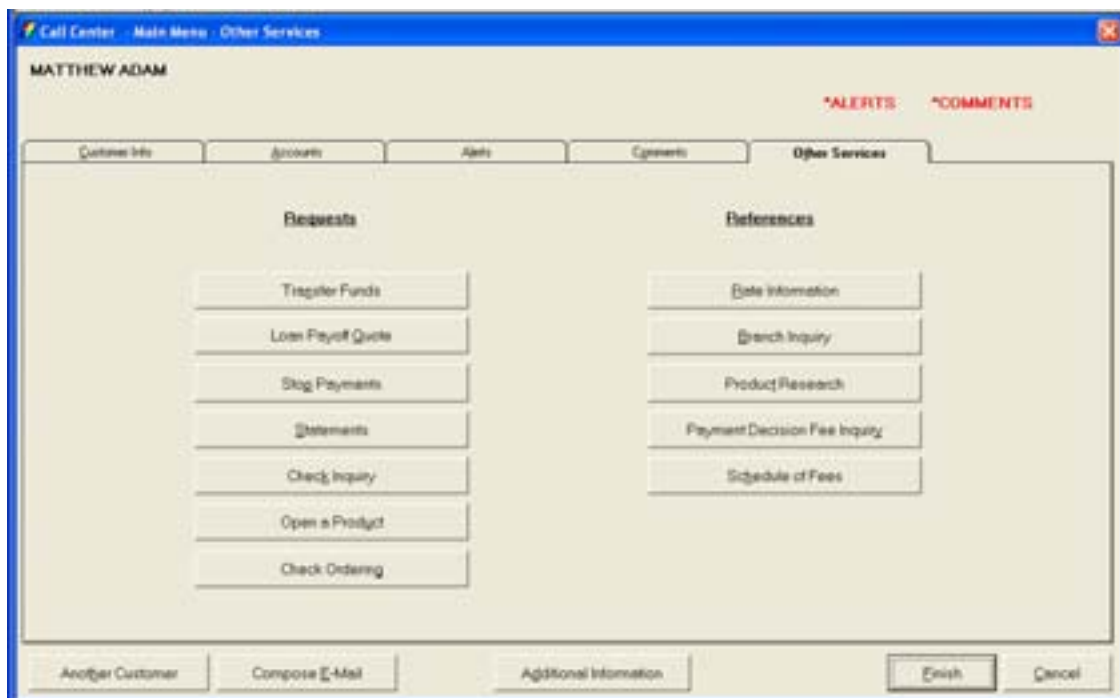 Call Center - Main Menu - Other Services
MATTHEW ADAM
*ALERTS *COMMENTS
Customer Info Accounts Alerts Comments Other Services
Requests References
Transfer Funds Rate Information
Loan Payoff Quote Branch Inquiry
Stop Payments Product Research
Statements Payment Decision Fee Inquiry
Check Inquiry Schedule of Fees
Open a Product
Check Ordering
Another Customer Compose E-Mail Additional Information Finish Cancel